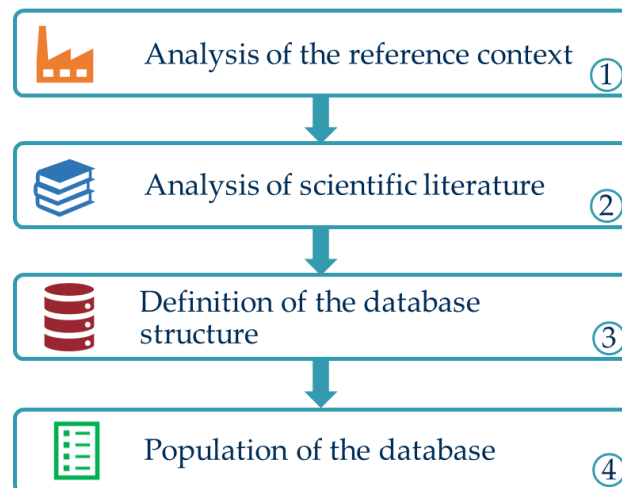 Analysis of the reference context
1
Analysis of scientific literature
2
Definition of the database
structure
3
Population of the database
4